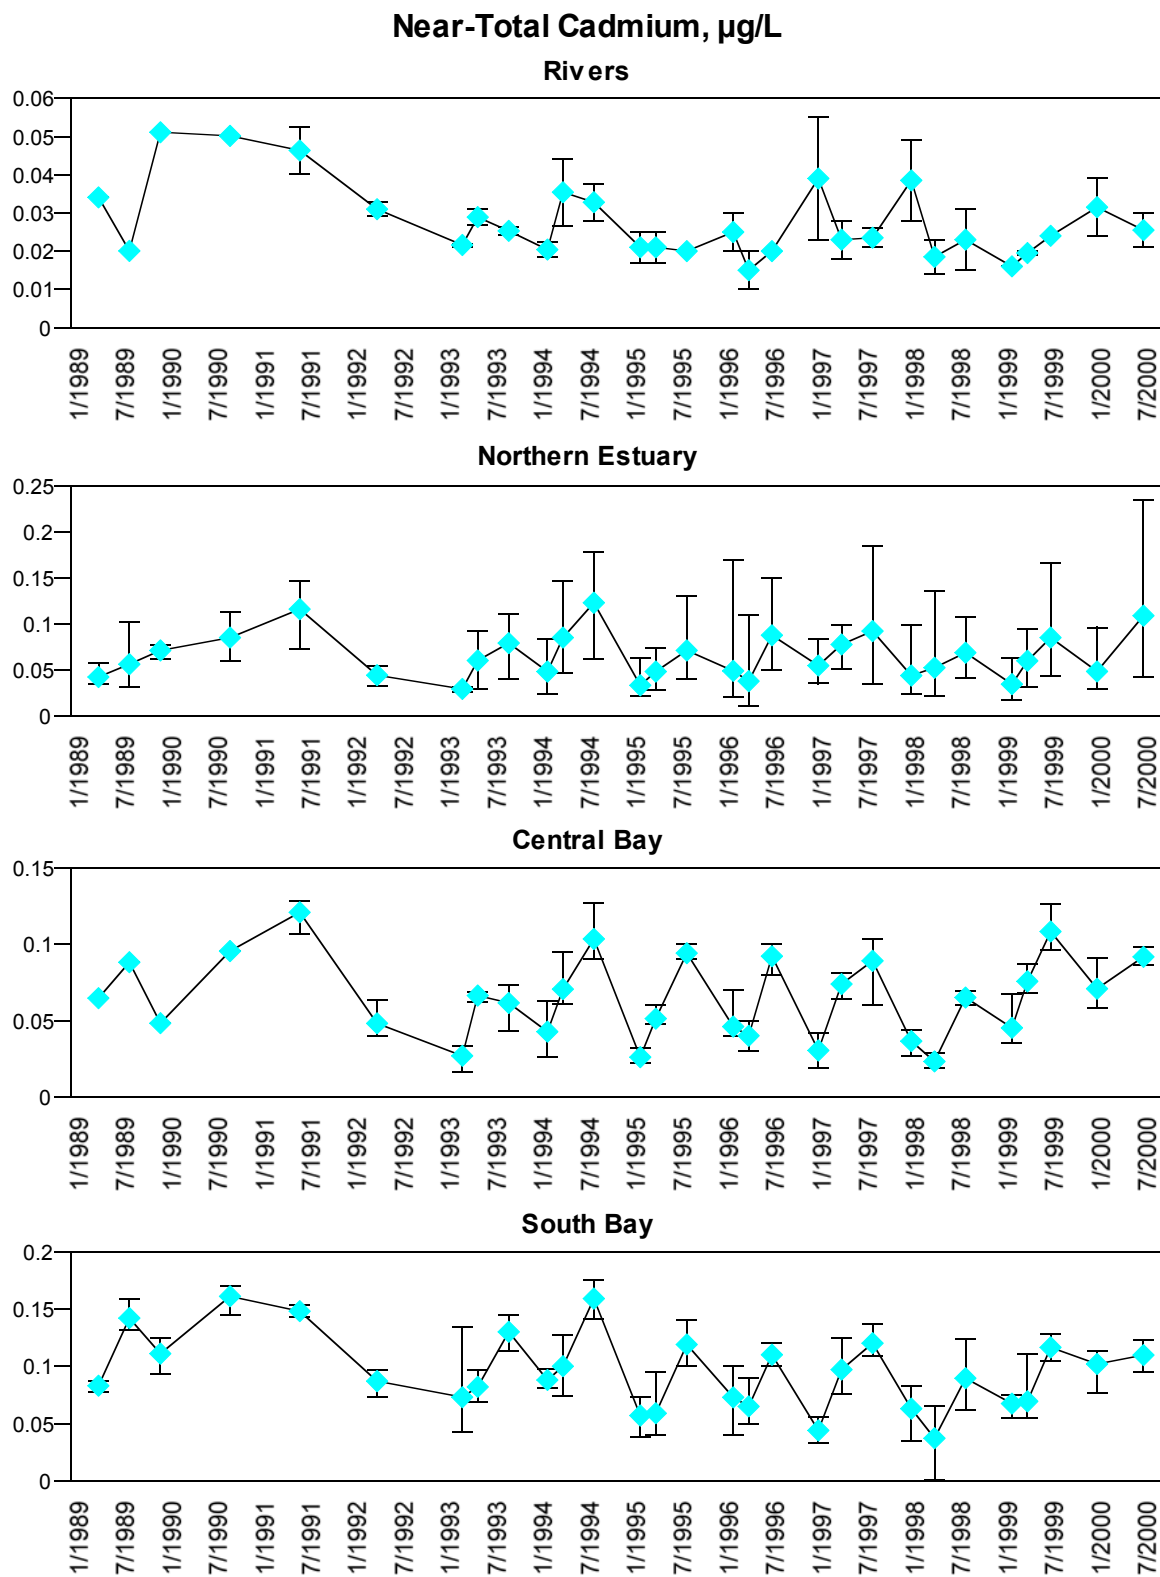 Near-Total Cadmium, µg/L
Rivers
0.06
0.05
0.04
0.03
0.02
0.01
0
1/1989 7/1989 1/1990 7/1990 1/1991 7/1991 1/1992 7/1992 1/1993 7/1993 1/1994 7/1994 1/1995 7/1995 1/1996 7/1996 1/1997 7/1997 1/1998 7/1998 1/1999 7/1999 1/2000 7/2000
Northern Estuary
0.25
0.2
0.15
0.1
0.05
0
1/1989 7/1989 1/1990 7/1990 1/1991 7/1991 1/1992 7/1992 1/1993 7/1993 1/1994 7/1994 1/1995 7/1995 1/1996 7/1996 1/1997 7/1997 1/1998 7/1998 1/1999 7/1999 1/2000 7/2000
Central Bay
0.15
0.1
0.05
0
1/1989 7/1989 1/1990 7/1990 1/1991 7/1991 1/1992 7/1992 1/1993 7/1993 1/1994 7/1994 1/1995 7/1995 1/1996 7/1996 1/1997 7/1997 1/1998 7/1998 1/1999 7/1999 1/2000 7/2000
South Bay
0.2
0.15
0.1
0.05
0
1/1989 7/1989 1/1990 7/1990 1/1991 7/1991 1/1992 7/1992 1/1993 7/1993 1/1994 7/1994 1/1995 7/1995 1/1996 7/1996 1/1997 7/1997 1/1998 7/1998 1/1999 7/1999 1/2000 7/2000